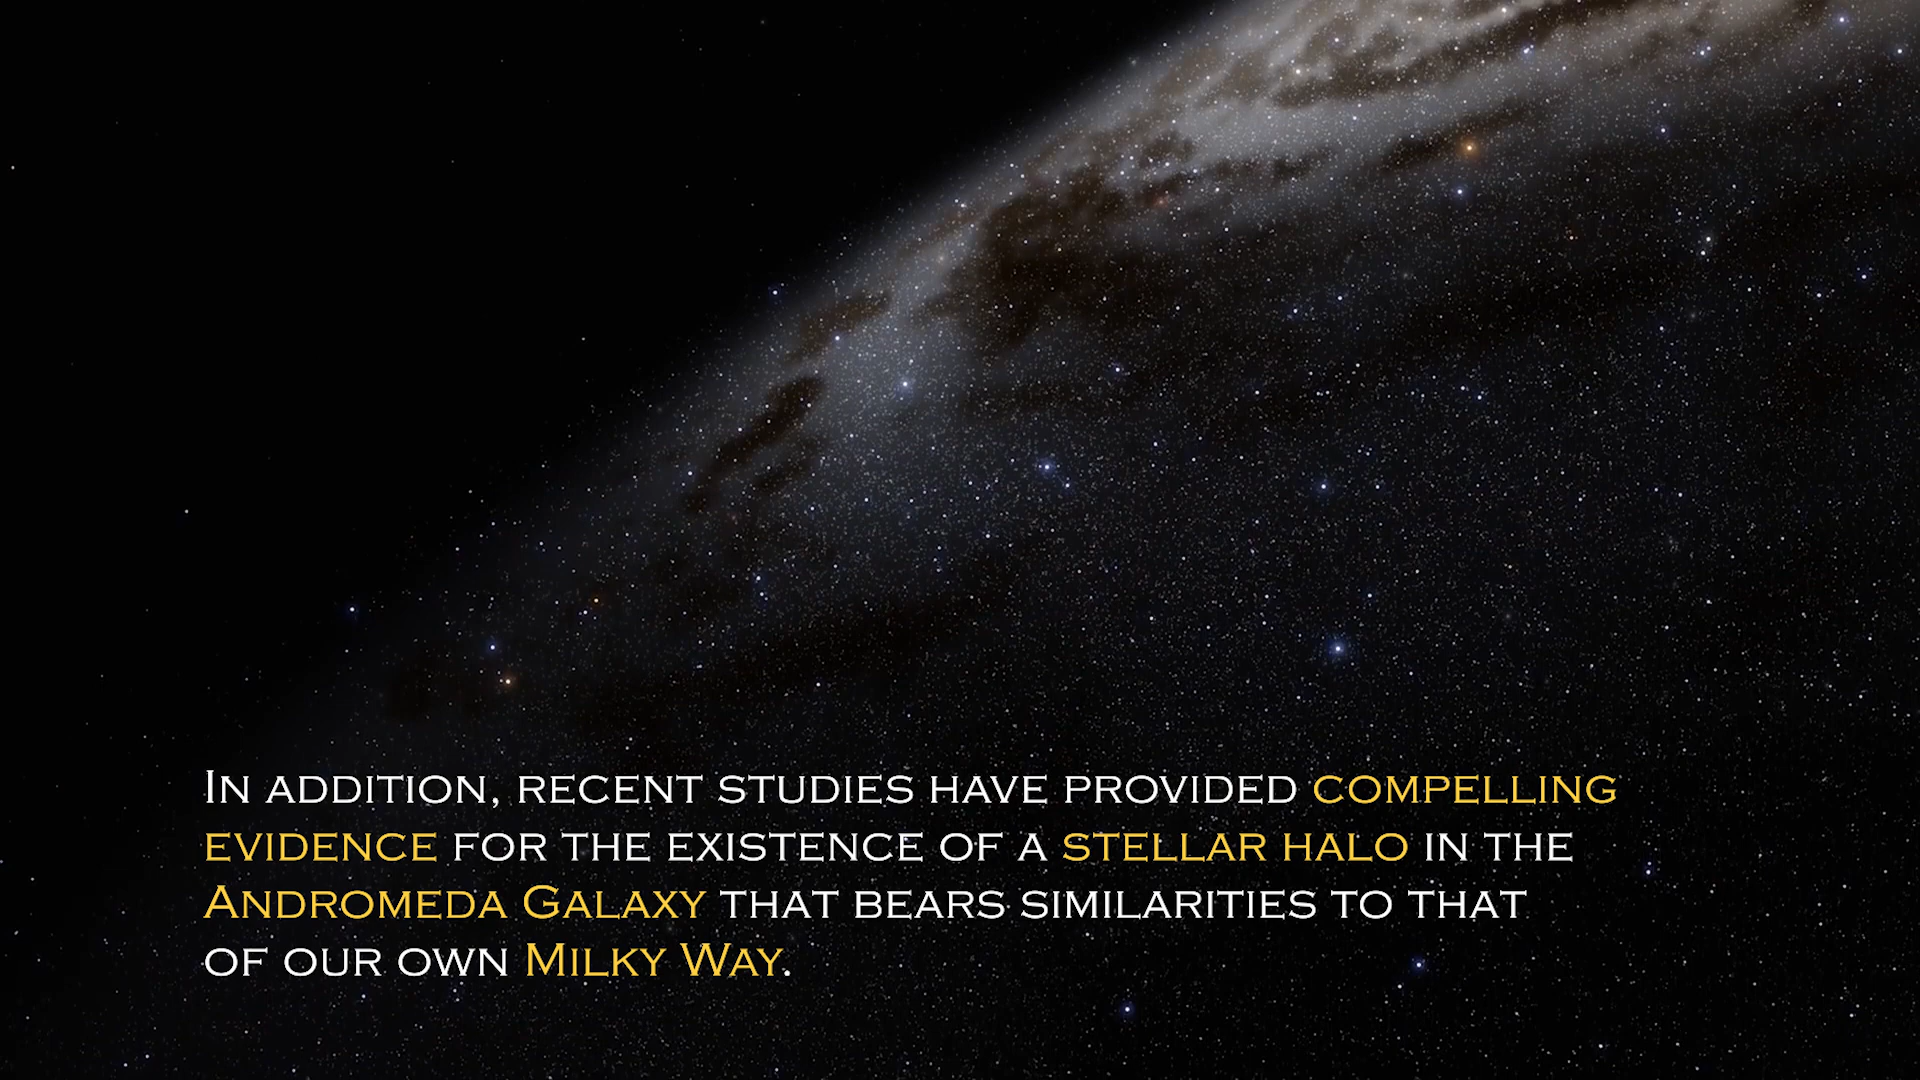 In addition, recent studies have provided compelling
evidence for the existence of a stellar halo in the
Andromeda Galaxy that bears similarities to that
of our own Milky Way.